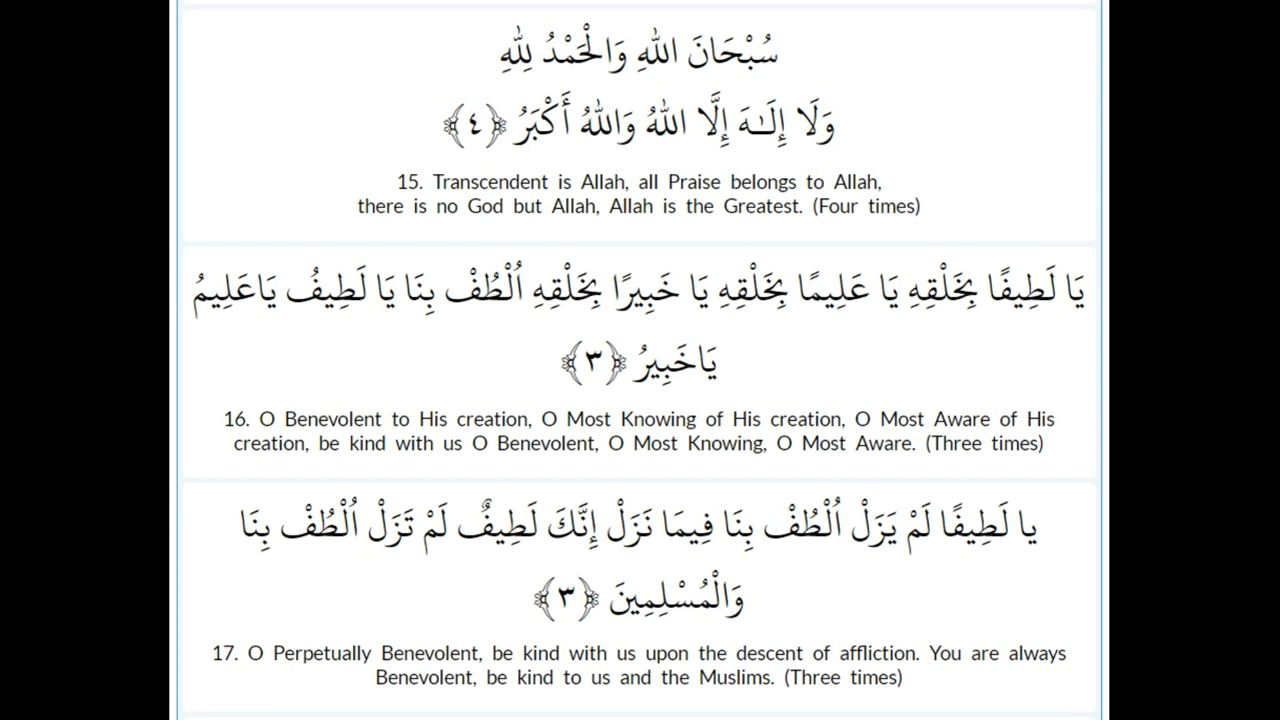 سُبْحَانَ اللهِ وَالْحَمْدُ لِلّٰهِ
وَلَا إِلَـٰهَ إِلَّا اللهُ وَاللهُ أَكْبَرُ ﴿٤﴾
15. Transcendent is Allah, all Praise belongs to Allah,
there is no God but Allah, Allah is the Greatest. (Four times)
يَا لَطِيفًا بِخَلْقِهِ يَا عَلِيمًا بِخَلْقِهِ يَا خَبِيرًا بِخَلْقِهِ اُلْطُفْ بِنَا يَا لَطِيفُ يَاعَلِيمُ
يَاخَبِيرُ ﴿٣﴾
16. O Benevolent to His creation, O Most Knowing of His creation, O Most Aware of His
creation, be kind with us O Benevolent, O Most Knowing, O Most Aware. (Three times)
يا لَطِيفًا لَمْ يَزَلْ اُلْطُفْ بِنَا فِيمَا نَزَلْ إِنَّكَ لَطِيفٌ لَمْ تَزَلْ اُلْطُفْ بِنَا
وَالْمُسْلِمِينَ ﴿٣﴾
17. O Perpetually Benevolent, be kind with us upon the descent of affliction. You are always
Benevolent, be kind to us and the Muslims. (Three times)